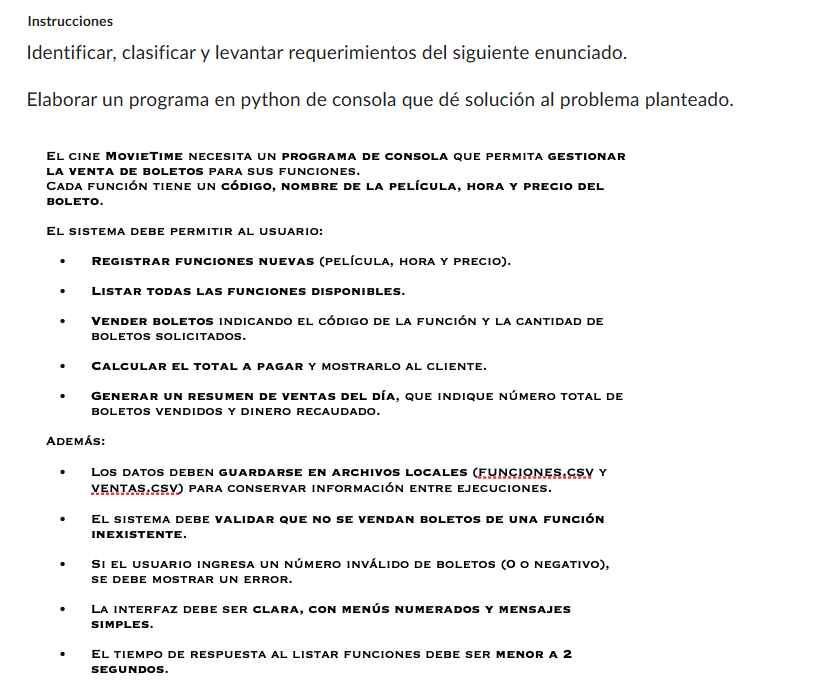 Instrucciones
Identificar, clasificar y levantar requerimientos del siguiente enunciado.
Elaborar un programa en python de consola que dé solución al problema planteado.
El cine MovieTime necesita un programa de consola que permita gestionar
la venta de boletos para sus funciones.
Cada función tiene un código, nombre de la película, hora y precio del
boleto.
El sistema debe permitir al usuario:
• Registrar funciones nuevas (película, hora y precio).
• Listar todas las funciones disponibles.
• Vender boletos indicando el código de la función y la cantidad de
boletos solicitados.
• Calcular el total a pagar y mostrarlo al cliente.
• Generar un resumen de ventas del día, que indique número total de
boletos vendidos y dinero recaudado.
Además:
• Los datos deben guardarse en archivos locales (funciones.csv y
ventas.csv) para conservar información entre ejecuciones.
• El sistema debe validar que no se vendan boletos de una función
inexistente.
• Si el usuario ingresa un número inválido de boletos (0 o negativo),
se debe mostrar un error.
• La interfaz debe ser clara, con menús numerados y mensajes
simples.
• El tiempo de respuesta al listar funciones debe ser menor a 2
segundos.